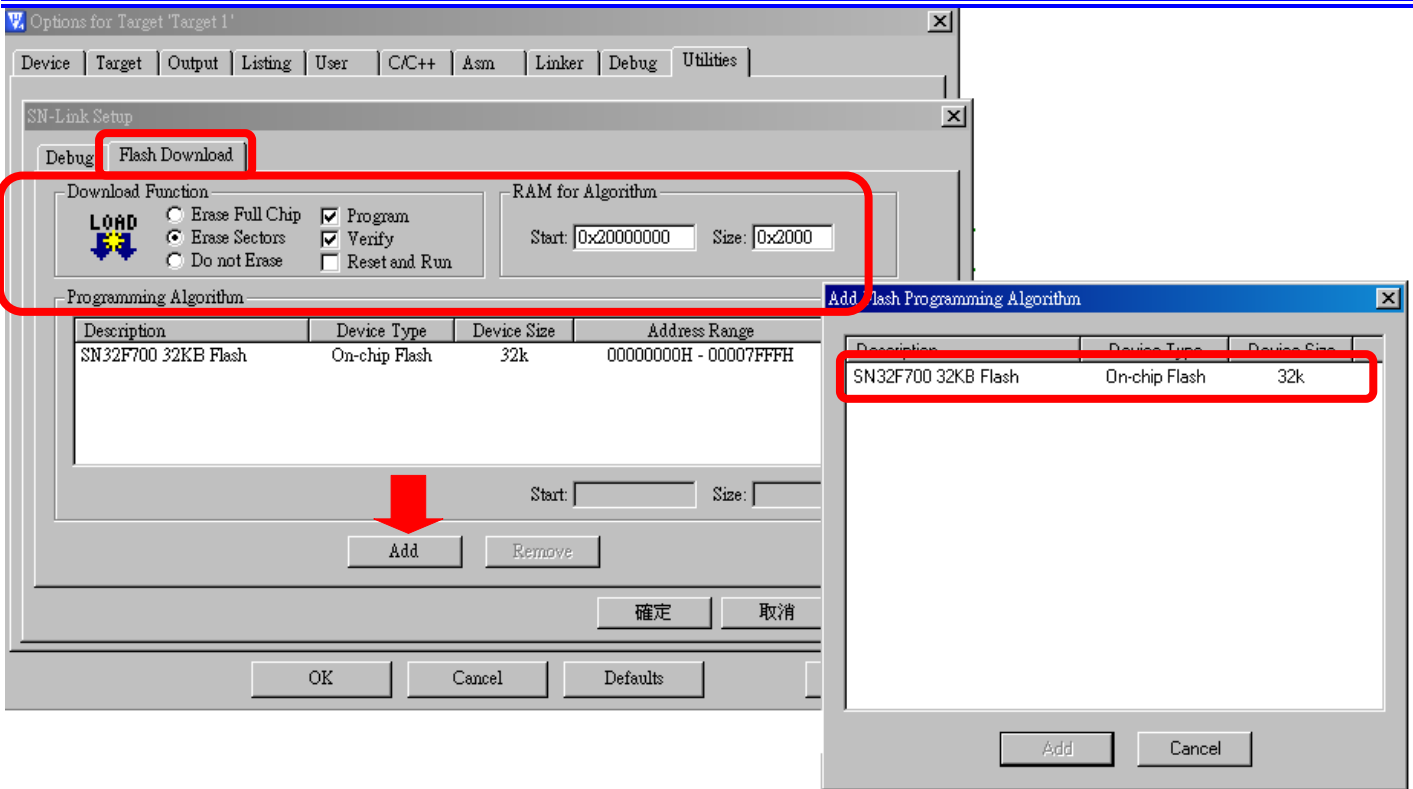 Options for Target 'Target 1'
Device Target Output Listing User C/C++ Asm Linker Debug Utilities
SN-Link Setup
Debug Flash Download
Download Function
LOAD
Erase Full Chip
Erase Sectors
Do not Erase
Program
Verify
Reset and Run
RAM for Algorithm
Start: 0x20000000 Size: 0x2000
Programming Algorithm
Description Device Type Device Size Address Range
SN32F700 32KB Flash On-chip Flash 32k 00000000H - 00007FFFH
Start: Size:
Add Remove
確定 取消
OK Cancel Defaults
Add Flash Programming Algorithm
Description Device Type Device Size
SN32F700 32KB Flash On-chip Flash 32k
Add Cancel